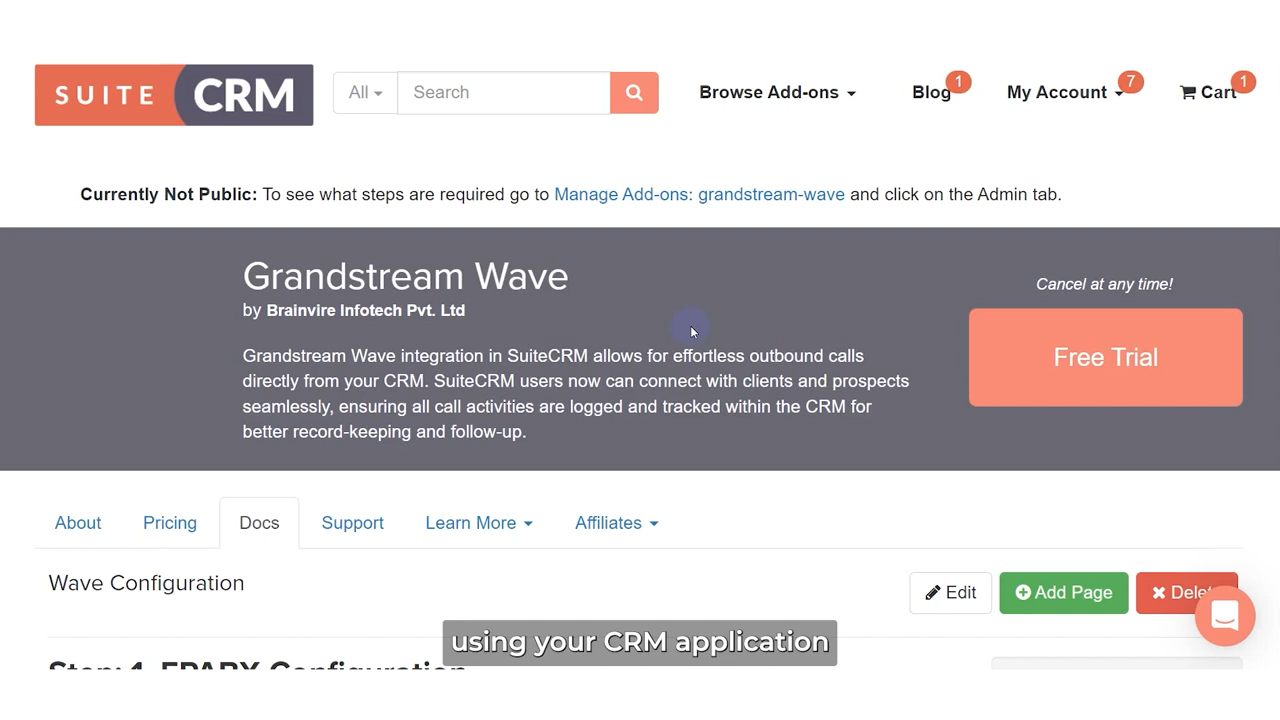 SUITE CRM
All
Search
Browse Add-ons
Blog
1
My Account
7
Cart
1
Currently Not Public: To see what steps are required go to Manage Add-ons: grandstream-wave and click on the Admin tab.
Grandstream Wave
by Brainvire Infotech Pvt. Ltd
Grandstream Wave integration in SuiteCRM allows for effortless outbound calls
directly from your CRM. SuiteCRM users now can connect with clients and prospects
seamlessly, ensuring all call activities are logged and tracked within the CRM for
better record-keeping and follow-up.
Cancel at any time!
Free Trial
About
Pricing
Docs
Support
Learn More
Affiliates
Wave Configuration
Edit
Add Page
Delet
using your CRM application
Step: 1. EPABX Configuration